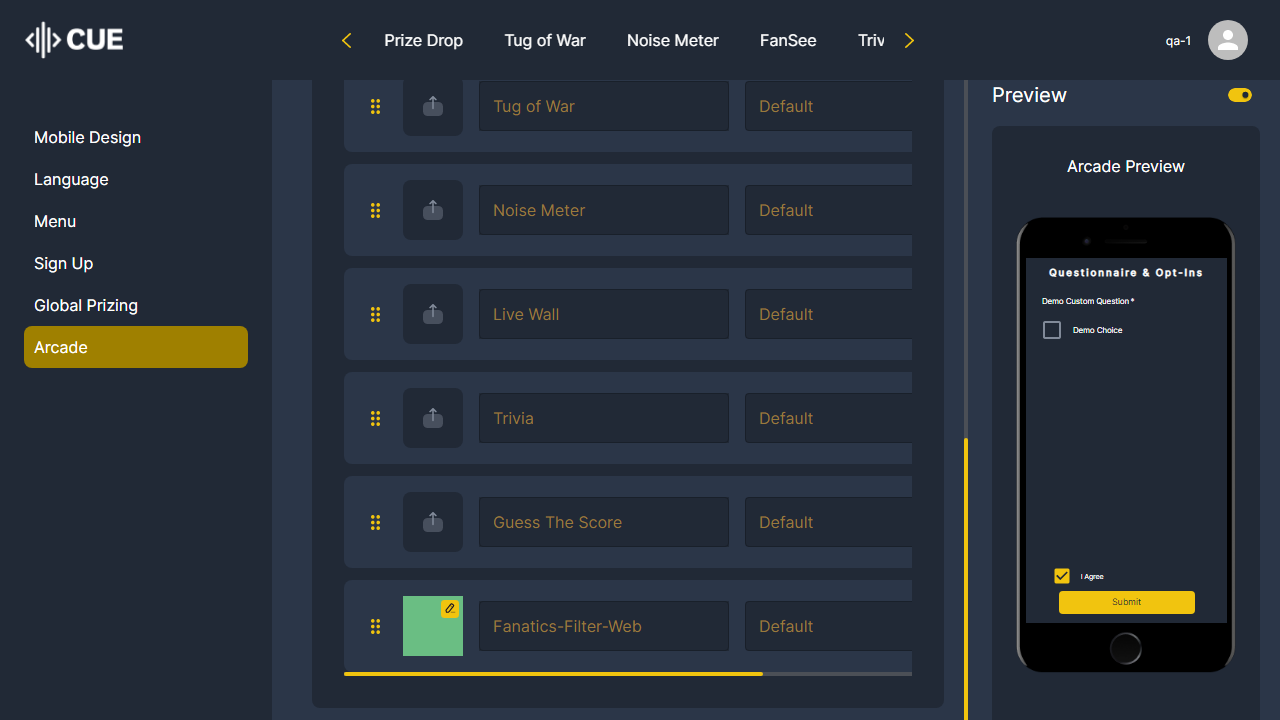 CUE
Prize Drop
Tug of War
Noise Meter
FanSee
Triv
qa-1
Mobile Design
Language
Menu
Sign Up
Global Prizing
Arcade
Tug of War
Default
Noise Meter
Default
Live Wall
Default
Trivia
Default
Guess The Score
Default
Fanatics-Filter-Web
Default
Preview
Arcade Preview
Questionnaire & Opt-Ins
Demo Custom Question *
Demo Choice
I Agree
Submit